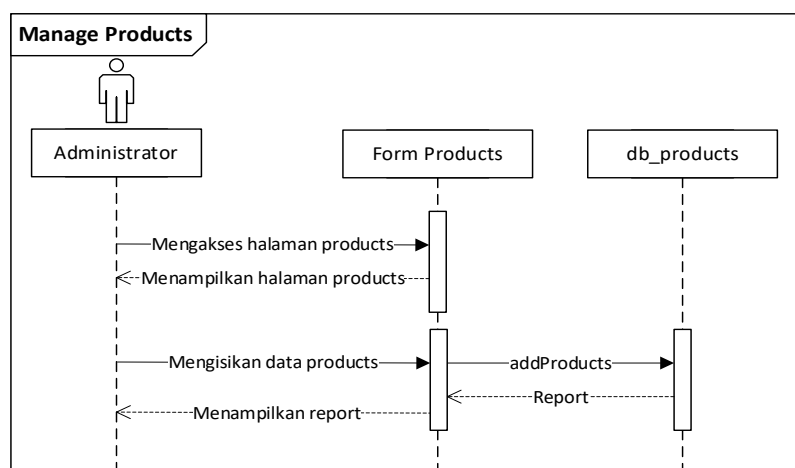 Manage Products
Administrator
Form Products
db_products
Mengakses halaman products
Menampilkan halaman products
Mengisikan data products
addProducts
Report
Menampilkan report